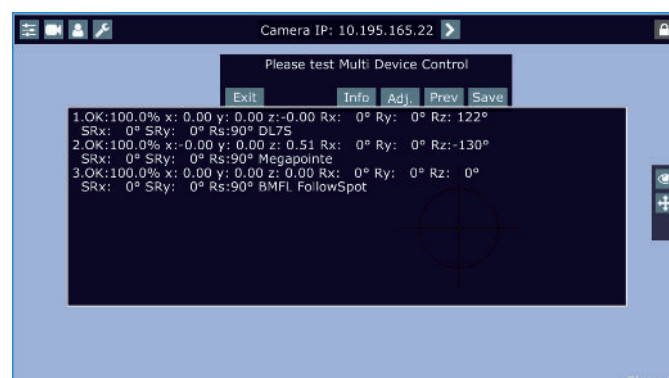 Camera IP: 10.195.165.22
Please test Multi Device Control
Exit Info Adj. Prev Save
1.OK:100.0% x: 0.00 y: 0.00 z:-0.00 Rx: 0° Ry: 0° Rz: 122°
SRx: 0° SRy: 0° Rs:90° DL7S
2.OK:100.0% x:-0.00 y: 0.00 z: 0.51 Rx: 0° Ry: 0° Rz:-130°
SRx: 0° SRy: 0° Rs:90° Megapointe
3.OK:100.0% x: 0.00 y: 0.00 z: 0.00 Rx: 0° Ry: 0° Rz: 0°
SRx: 0° SRy: 0° Rs:90° BMFL FollowSpot